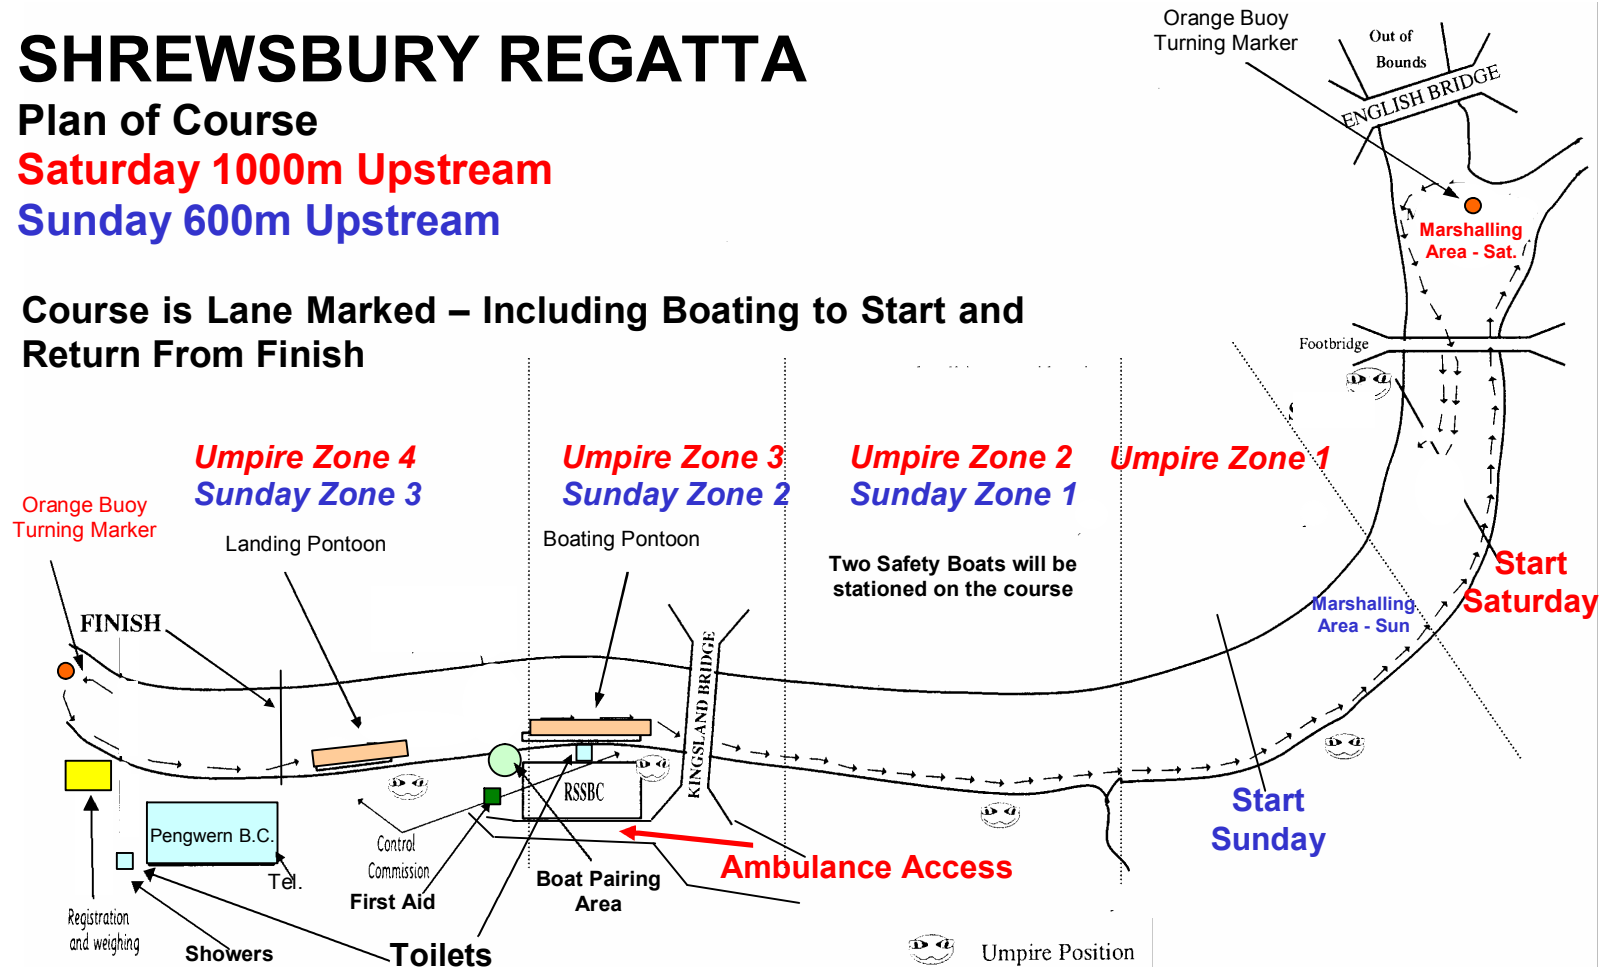 SHREWSBURY REGATTA
Plan of Course
Saturday 1000m Upstream
Sunday 600m Upstream
Course is Lane Marked – Including Boating to Start and
Return From Finish
Orange Buoy
Turning Marker
Out of
Bounds
ENGLISH BRIDGE
Marshalling
Area - Sat.
Footbridge
Umpire Zone 4
Sunday Zone 3
Umpire Zone 3
Sunday Zone 2
Umpire Zone 2
Sunday Zone 1
Umpire Zone 1
Orange Buoy
Turning Marker
Landing Pontoon
Boating Pontoon
Two Safety Boats will be
stationed on the course
Start
Saturday
Marshalling
Area - Sun
FINISH
KINGSLAND BRIDGE
RSSBC
Start
Sunday
Pengwern B.C.
Tel.
Control
Commission
First Aid
Boat Pairing
Area
Ambulance Access
Registration
and weighing
Showers
Toilets
Umpire Position